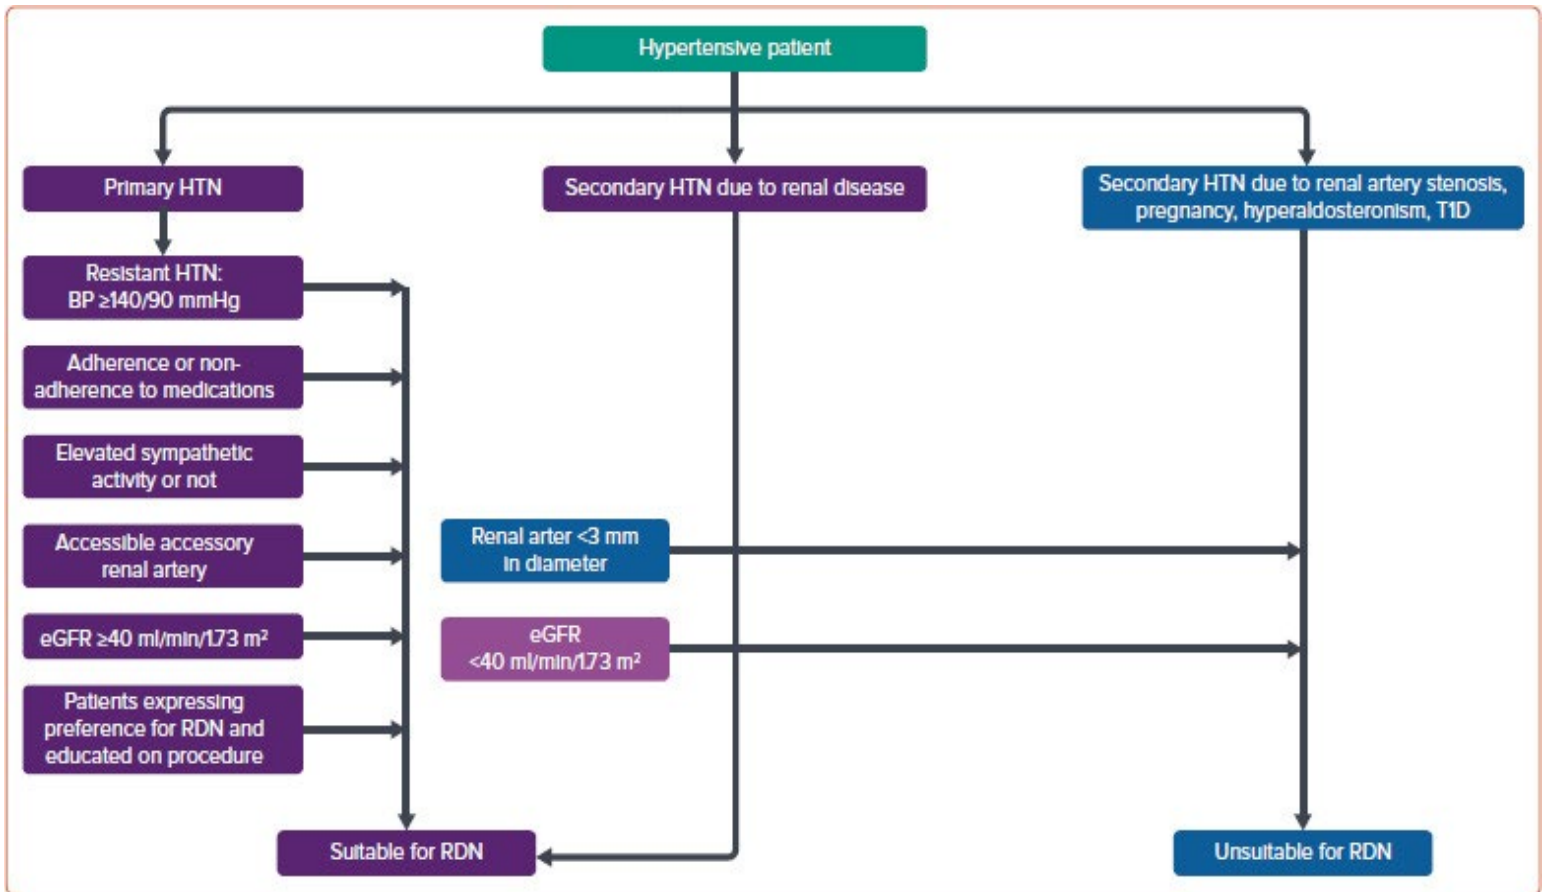 Hypertensive patient
Primary HTN
Secondary HTN due to renal disease
Secondary HTN due to renal artery stenosis,
pregnancy, hyperaldosteronism, T1D
Resistant HTN:
BP ≥140/90 mmHg
Adherence or non-
adherence to medications
Elevated sympathetic
activity or not
Accessible accessory
renal artery
Renal arter <3 mm
in diameter
eGFR ≥40 ml/min/1.73 m²
eGFR
<40 ml/min/1.73 m²
Patients expressing
preference for RDN and
educated on procedure
Suitable for RDN
Unsuitable for RDN